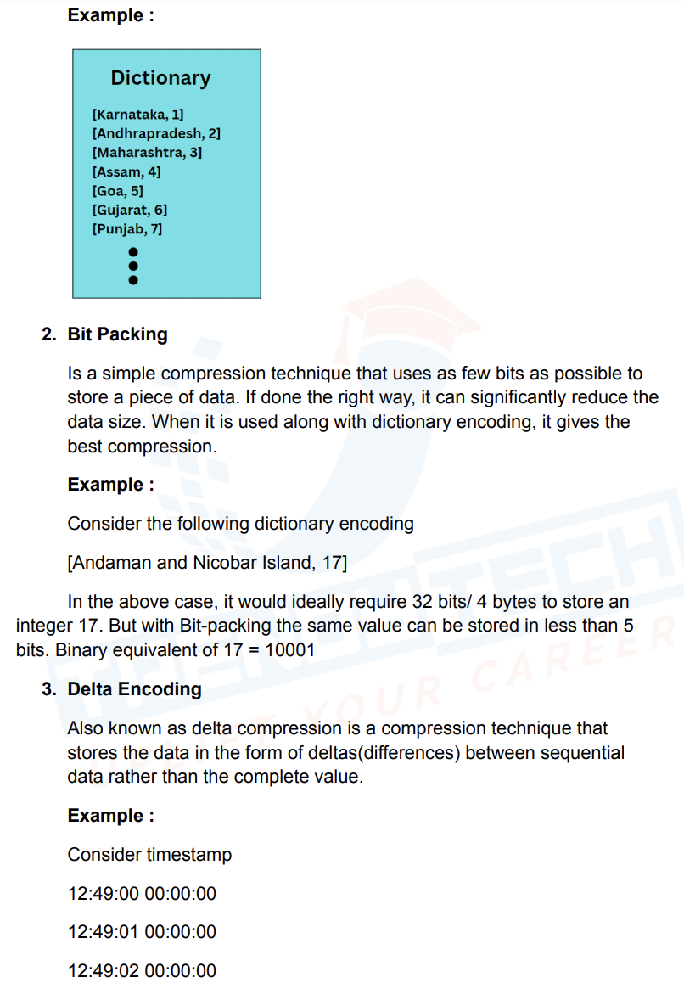 Example :
Dictionary
[Karnataka, 1]
[Andhrapradesh, 2]
[Maharashtra, 3]
[Assam, 4]
[Goa, 5]
[Gujarat, 6]
[Punjab, 7]
2. Bit Packing
Is a simple compression technique that uses as few bits as possible to
store a piece of data. If done the right way, it can significantly reduce the
data size. When it is used along with dictionary encoding, it gives the
best compression.
Example :
Consider the following dictionary encoding
[Andaman and Nicobar Island, 17]
In the above case, it would ideally require 32 bits/ 4 bytes to store an
integer 17. But with Bit-packing the same value can be stored in less than 5
bits. Binary equivalent of 17 = 10001
3. Delta Encoding
Also known as delta compression is a compression technique that
stores the data in the form of deltas(differences) between sequential
data rather than the complete value.
Example :
Consider timestamp
12:49:00 00:00:00
12:49:01 00:00:00
12:49:02 00:00:00
TRENDYTECH
UPLIFT YOUR CAREER